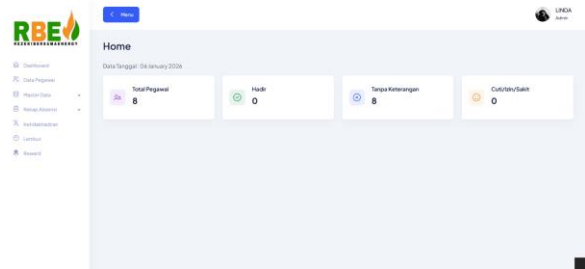 RBE
REZEKIBERKAHENERGY
Dashboard
Data Pegawai
Master Data
Rekap Absensi
Ketidakhadiran
Lembur
Reward
Menu
LINDA
Admin
Home
Data Tanggal : 06 January 2026
Total Pegawai
8
Hadir
0
Tanpa Keterangan
8
Cuti/Izin/Sakit
0